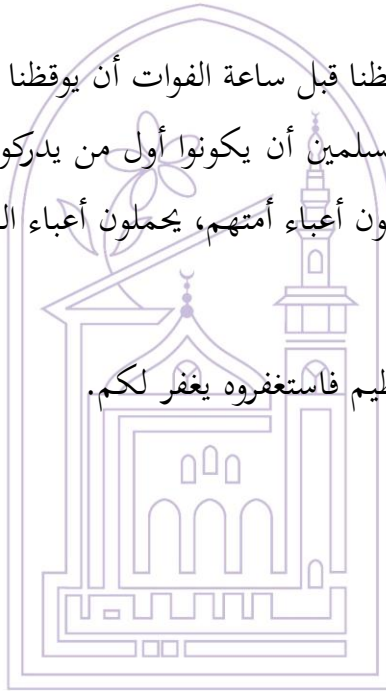 ظنا قبل ساعة الفوات أن يوقظنا
سلمين أن يكونوا أول من يدركو
ون أعباء أمتهم، يحملون أعباء ال
ظيم فاستغفروه يغفر لكم.